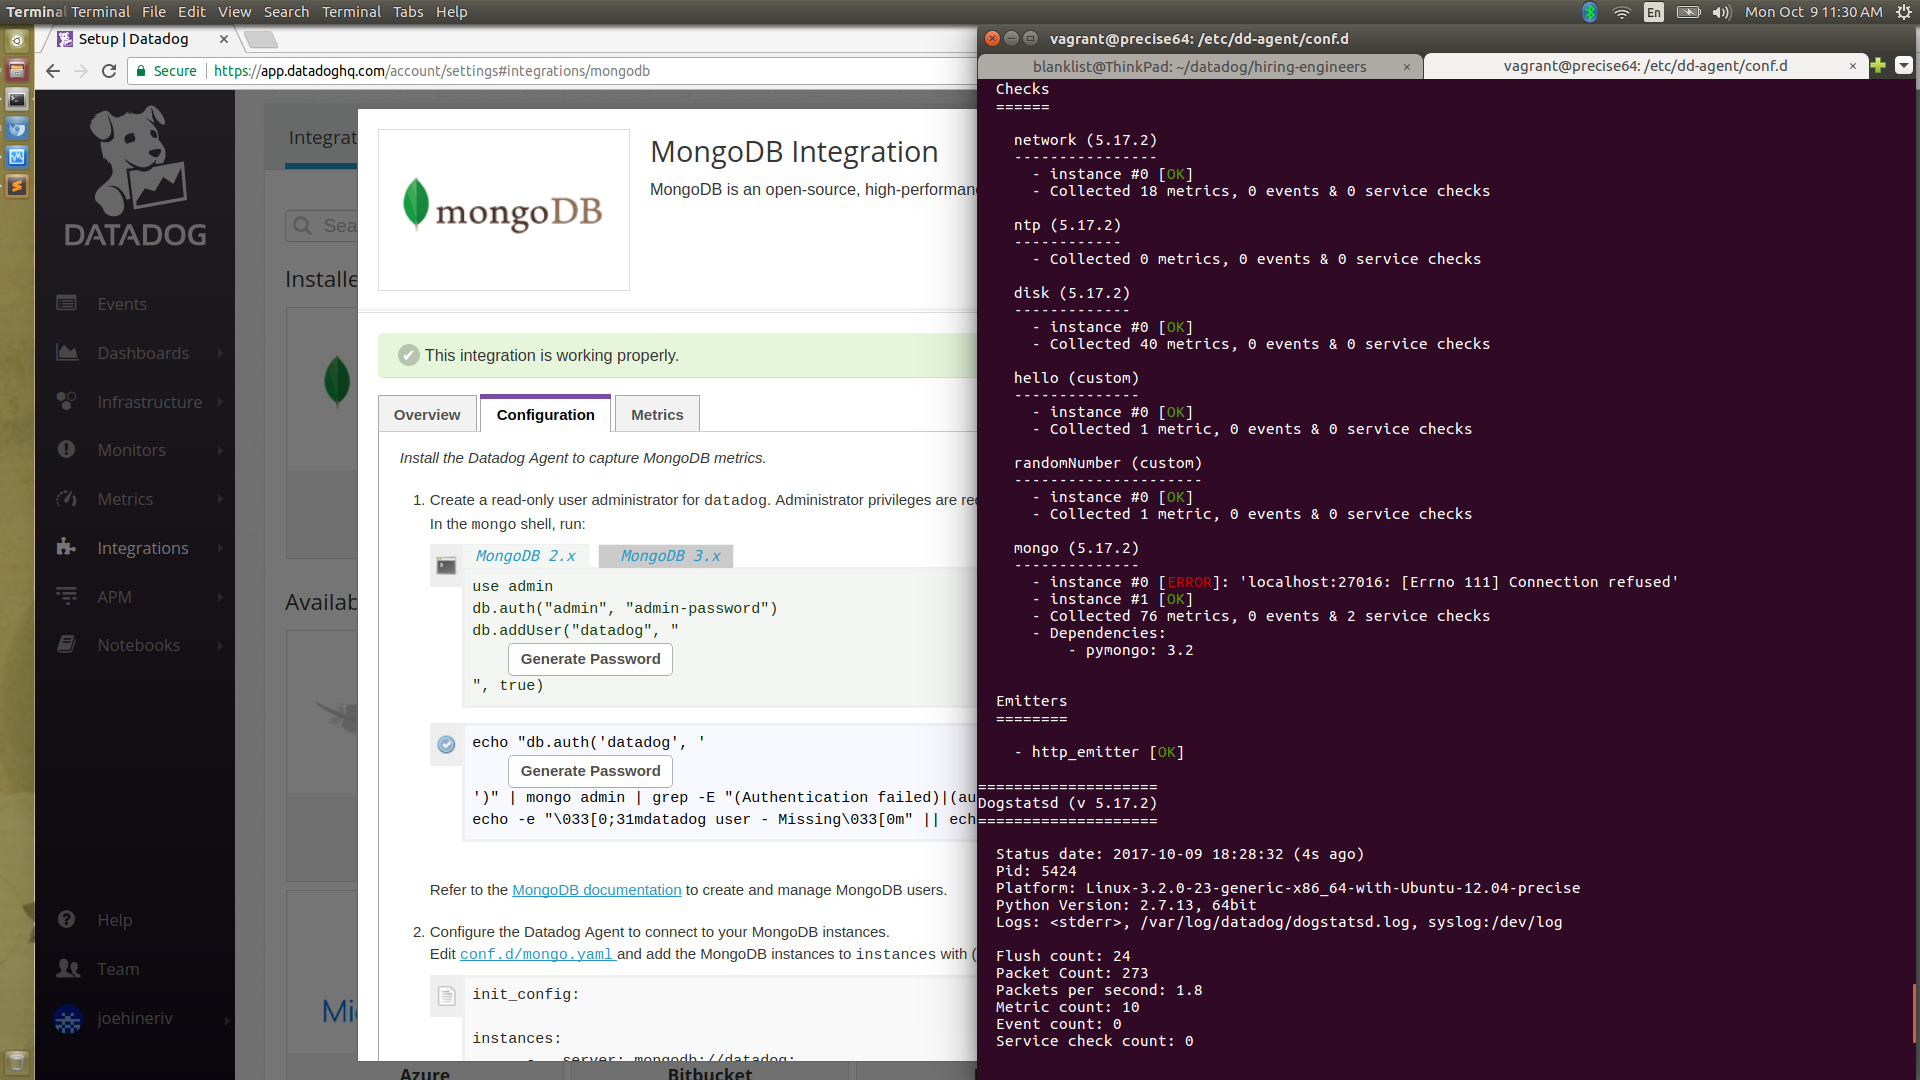 Terminal Terminal File Edit View Search Terminal Tabs Help
En
Mon Oct 9 11:30 AM
Setup | Datadog
Secure
https://app.datadoghq.com/account/settings#integrations/mongodb
DATADOG
Events
Dashboards
Infrastructure
Monitors
Metrics
Integrations
APM
Notebooks
Help
Team
joehineriv
Integrat
Sea
Installe
Availab
Mi
Azure
Bitbucket
mongoDB
MongoDB Integration
MongoDB is an open-source, high-performan
This integration is working properly.
Overview
Configuration
Metrics
Install the Datadog Agent to capture MongoDB metrics.
1. Create a read-only user administrator for datadog. Administrator privileges are req
In the mongo shell, run:
MongoDB 2.x
MongoDB 3.x
use admin
db.auth("admin", "admin-password")
db.addUser("datadog", "
Generate Password
", true)
echo "db.auth('datadog', '
Generate Password
')" | mongo admin | grep -E "(Authentication failed)|(au
echo -e "\033[0;31mdatadog user - Missing\033[0m" || ech
Refer to the MongoDB documentation to create and manage MongoDB users.
2. Configure the Datadog Agent to connect to your MongoDB instances.
Edit conf.d/mongo.yaml and add the MongoDB instances to instances with (
init_config:
instances:
- server: mongodb://datadog:
vagrant@precise64: /etc/dd-agent/conf.d
blanklist@ThinkPad: ~/datadog/hiring-engineers
vagrant@precise64: /etc/dd-agent/conf.d
Checks
======
network (5.17.2)
----------------
- instance #0 [OK]
- Collected 18 metrics, 0 events & 0 service checks
ntp (5.17.2)
------------
- Collected 0 metrics, 0 events & 0 service checks
disk (5.17.2)
-------------
- instance #0 [OK]
- Collected 40 metrics, 0 events & 0 service checks
hello (custom)
--------------
- instance #0 [OK]
- Collected 1 metric, 0 events & 0 service checks
randomNumber (custom)
---------------------
- instance #0 [OK]
- Collected 1 metric, 0 events & 0 service checks
mongo (5.17.2)
--------------
- instance #0 [ERROR]: 'localhost:27016: [Errno 111] Connection refused'
- instance #1 [OK]
- Collected 76 metrics, 0 events & 2 service checks
- Dependencies:
- pymongo: 3.2
Emitters
========
- http_emitter [OK]
====================
Dogstatsd (v 5.17.2)
====================
Status date: 2017-10-09 18:28:32 (4s ago)
Pid: 5424
Platform: Linux-3.2.0-23-generic-x86_64-with-Ubuntu-12.04-precise
Python Version: 2.7.13, 64bit
Logs: <stderr>, /var/log/datadog/dogstatsd.log, syslog:/dev/log
Flush count: 24
Packet Count: 273
Packets per second: 1.8
Metric count: 10
Event count: 0
Service check count: 0